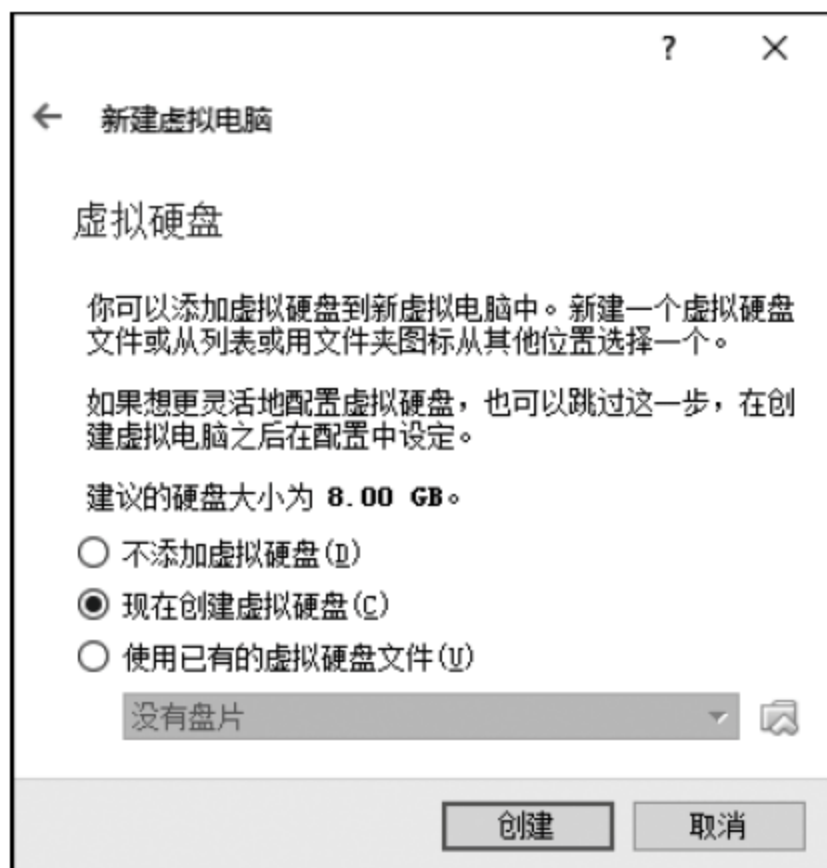 ?
新建虚拟电脑
虚拟硬盘
你可以添加虚拟硬盘到新虚拟电脑中。新建一个虚拟硬盘
文件或从列表或用文件夹图标从其他位置选择一个。
如果想更灵活地配置虚拟硬盘，也可以跳过这一步，在创
建虚拟电脑之后在配置中设定。
建议的硬盘大小为 8.00 GB。
不添加虚拟硬盘(D)
现在创建虚拟硬盘(C)
使用已有的虚拟硬盘文件(U)
没有盘片
创建 取消